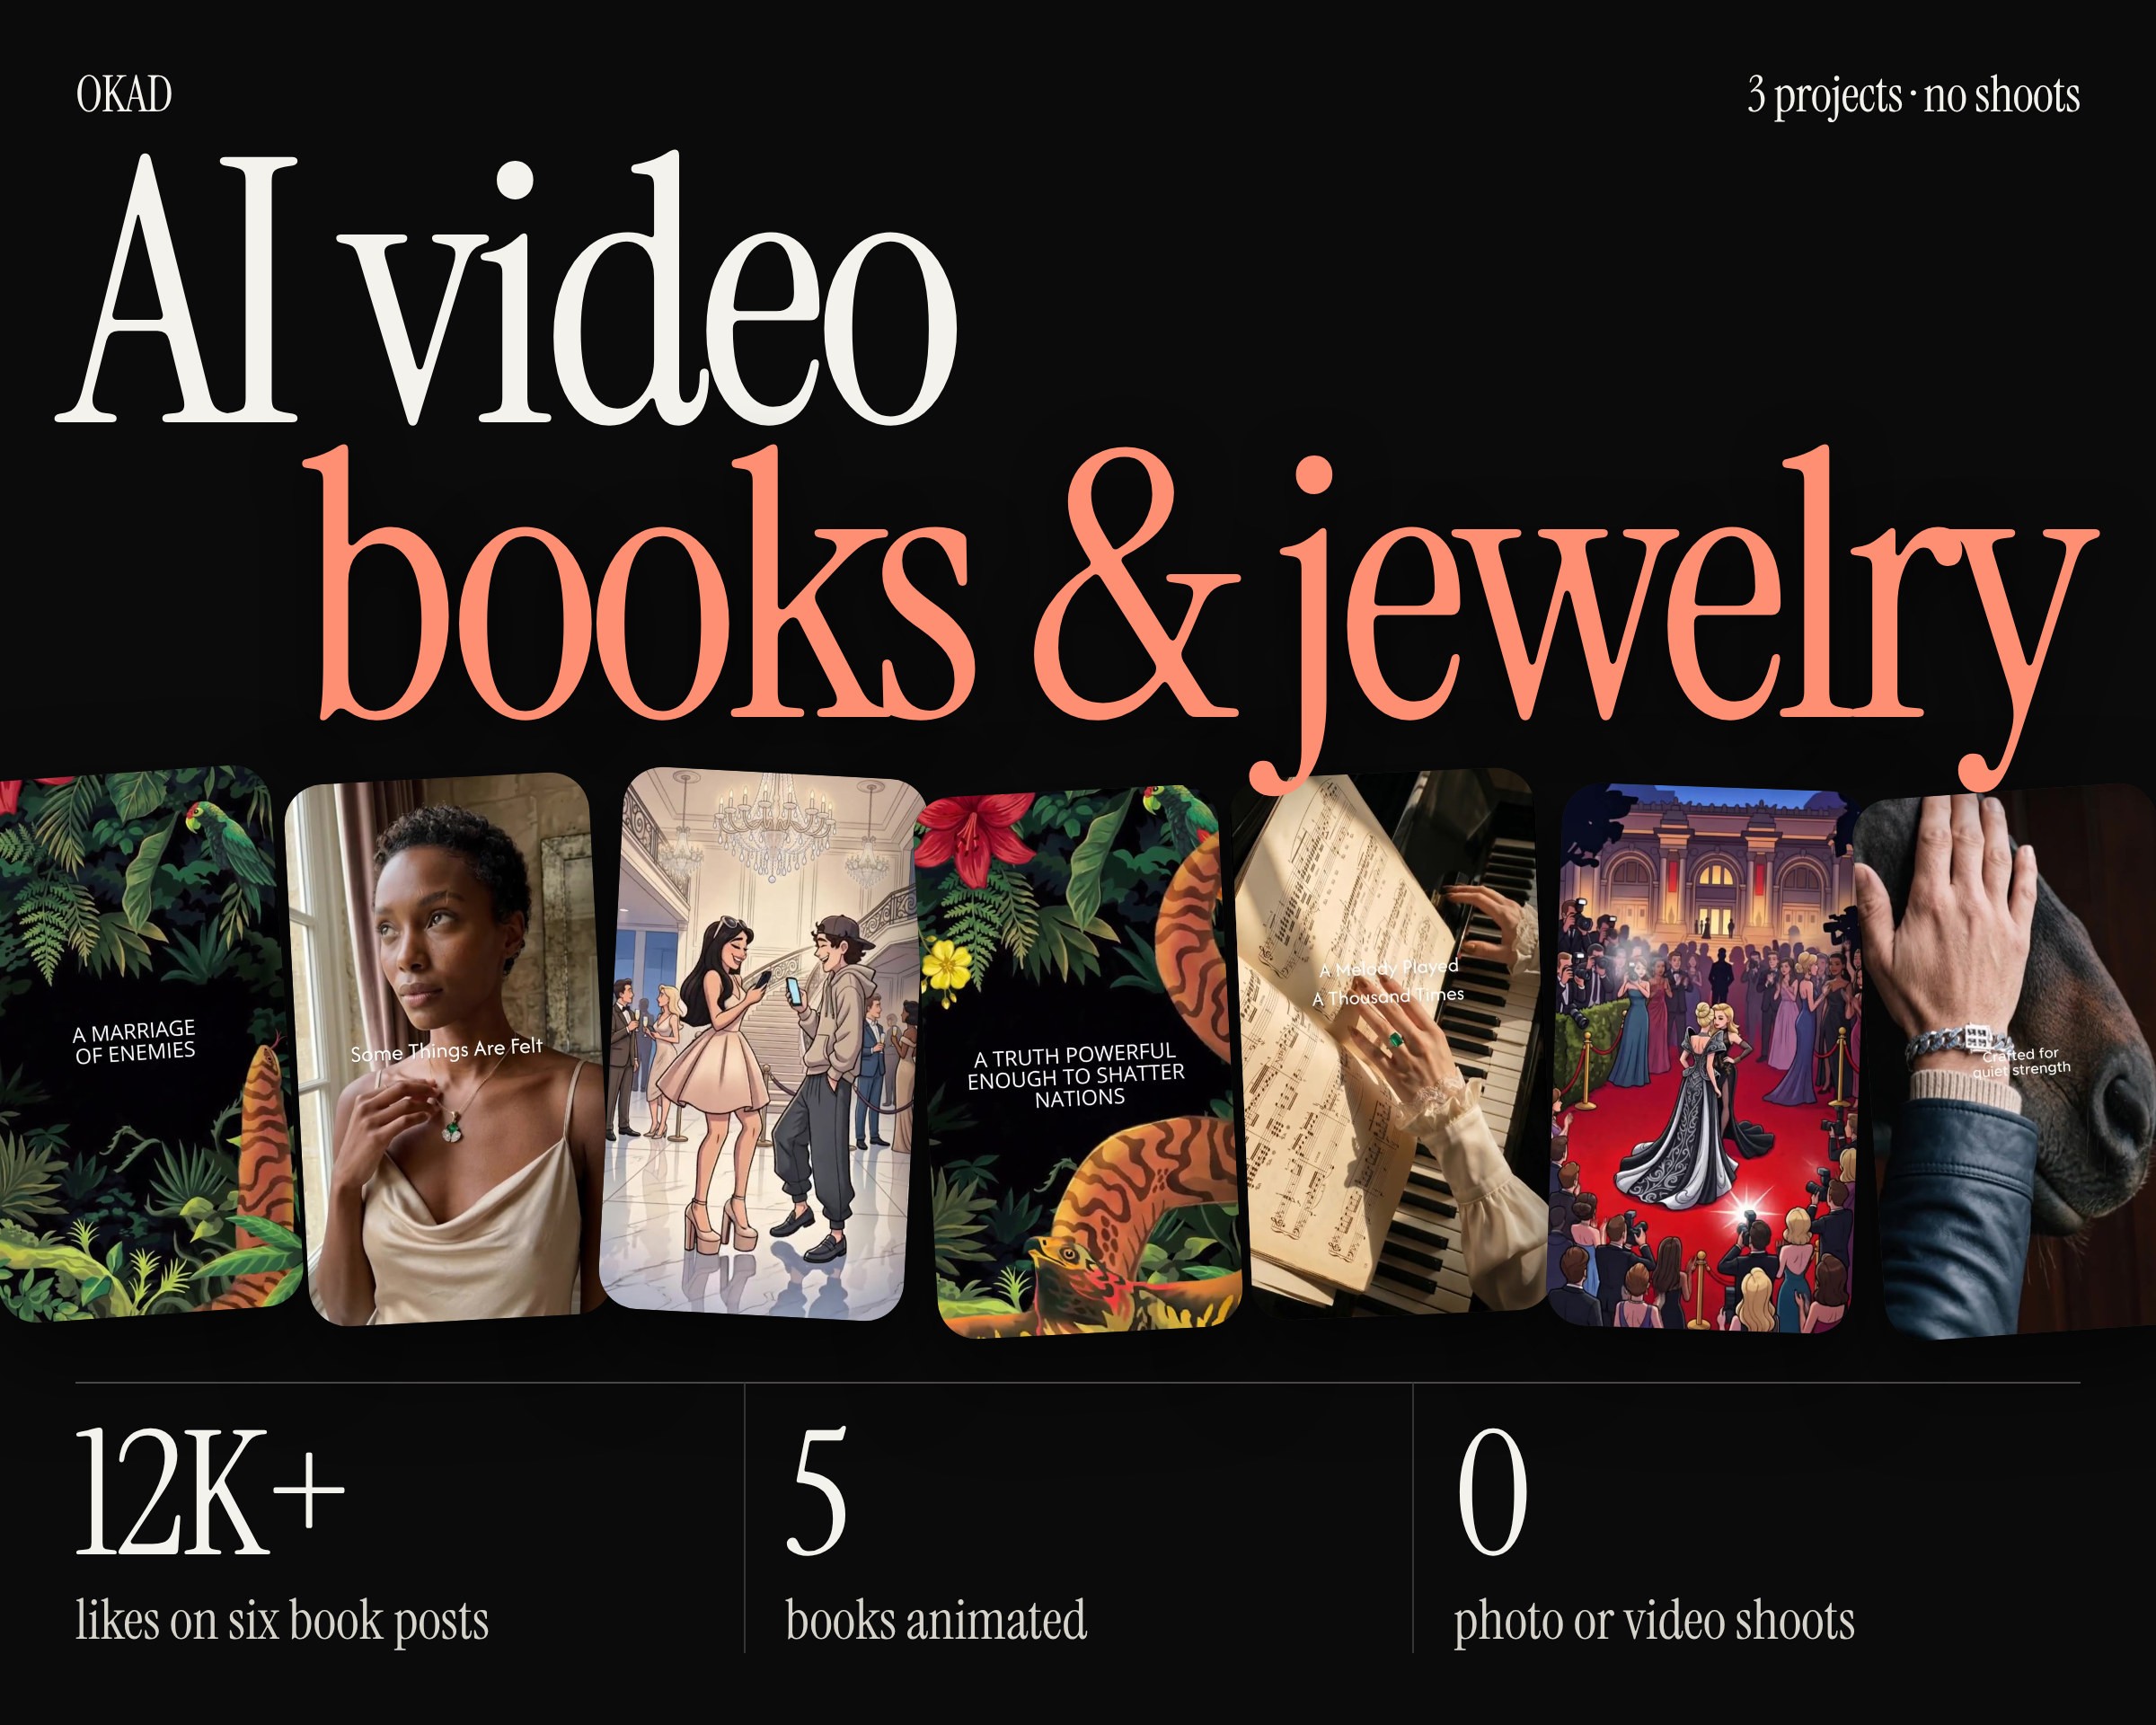 OKAD
3 projects · no shoots
AI video
books & jewelry
A MARRIAGE
OF ENEMIES
Some Things Are Felt
A TRUTH POWERFUL
ENOUGH TO SHATTER
NATIONS
A Melody Played
A Thousand Times
Crafted for
quiet strength
12K+
likes on six book posts
5
books animated
0
photo or video shoots